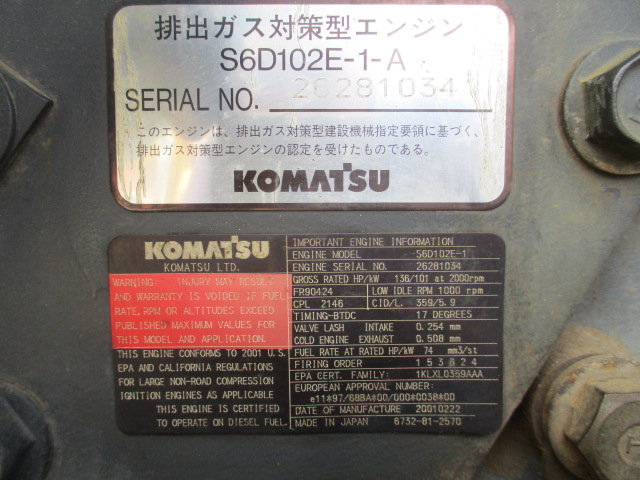 排出ガス対策型エンジン
S6D102E-1-A
SERIAL NO. 26281034
このエンジンは、排出ガス対策型建設機械指定要領に基づく、
排出ガス対策型エンジンの認定を受けたものである。
KOMATSU
KOMATSU
KOMATSU LTD.
WARNING: INJURY MAY RESULT
AND WARRANTY IS VOIDED IF FUEL
RATE, RPM OR ALTITUDES EXCEED
PUBLISHED MAXIMUM VALUES FOR
THIS MODEL AND APPLICATION.
THIS ENGINE CONFORMS TO 2001 U.S.
EPA AND CALIFORNIA REGULATIONS
FOR LARGE NON-ROAD COMPRESSION
IGNITION ENGINES AS APPLICABLE
THIS ENGINE IS CERTIFIED
TO OPERATE ON DIESEL FUEL.
IMPORTANT ENGINE INFORMATION
ENGINE MODEL S6D102E-1
ENGINE SERIAL NO. 26281034
GROSS RATED HP/kW 136/101 at 2000rpm
FR90424 LOW IDLE RPM 1000 rpm
CPL 2146 CID/L. 359/5.9
TIMING-BTDC 17 DEGREES
VALVE LASH INTAKE 0.254 mm
COLD ENGINE EXHAUST 0.508 mm
FUEL RATE AT RATED HP/kW 74 mm3/st
FIRING ORDER 1 5 3 6 2 4
EPA CERT. FAMILY: 1KLXL0359AAA
EUROPEAN APPROVAL NUMBER:
e11*97/68BA*00/000*0038*00
DATE OF MANUFACTURE 20010222
MADE IN JAPAN 6732-81-2570